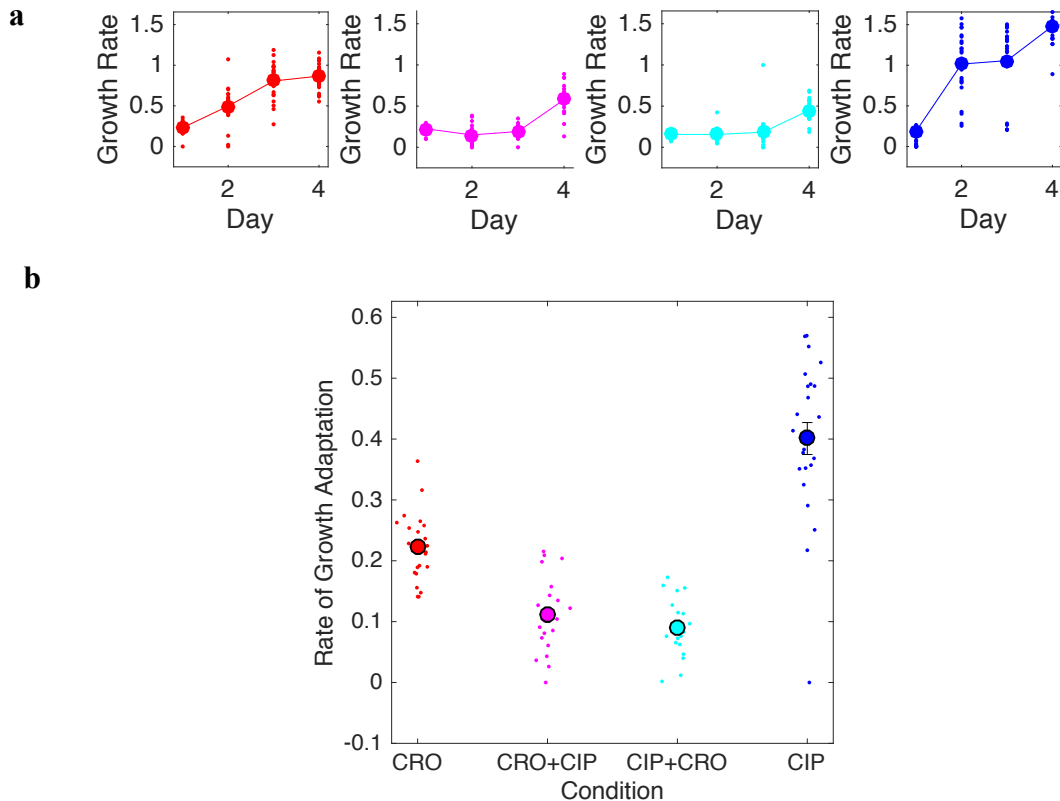 a
Growth Rate
1.5
1
0.5
0
2
4
Day
Growth Rate
1.5
1
0.5
0
2
4
Day
Growth Rate
1.5
1
0.5
0
2
4
Day
Growth Rate
1.5
1
0.5
0
2
4
Day
b
Rate of Growth Adaptation
0.6
0.5
0.4
0.3
0.2
0.1
0
-0.1
CRO
CRO+CIP
CIP+CRO
CIP
Condition